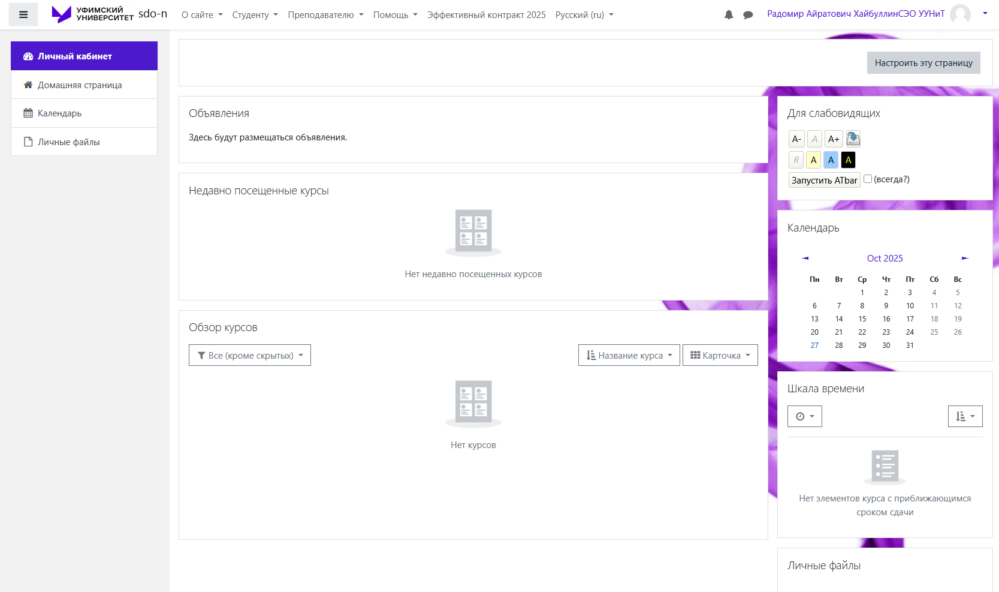 УФИМСКИЙ
УНИВЕРСИТЕТ
sdo-n
О сайте
Студенту
Преподавателю
Помощь
Эффективный контракт 2025
Русский (ru)
Радомир Айратович ХайбуллинСЭО УУНиТ
Личный кабинет
Домашняя страница
Календарь
Личные файлы
Настроить эту страницу
Объявления
Здесь будут размещаться объявления.
Недавно посещенные курсы
Нет недавно посещенных курсов
Обзор курсов
Все (кроме скрытых)
Название курса
Карточка
Нет курсов
Для слабовидящих
A- A A+
R A A A
Запустить ATbar (всегда?)
Календарь
◄ Oct 2025 ►
Пн Вт Ср Чт Пт Сб Вс
1 2 3 4 5
6 7 8 9 10 11 12
13 14 15 16 17 18 19
20 21 22 23 24 25 26
27 28 29 30 31
Шкала времени
Нет элементов курса с приближающимся
сроком сдачи
Личные файлы